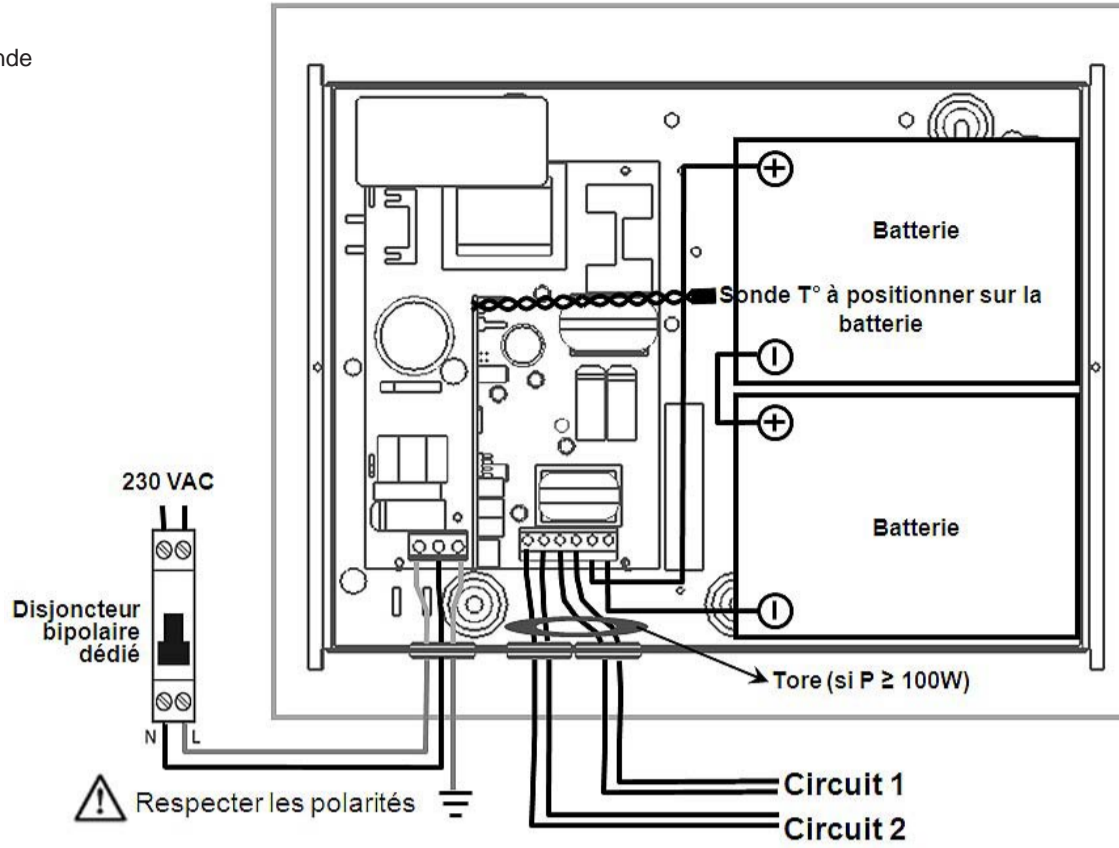 nde
Batterie
Sonde T° à positionner sur la
batterie
Batterie
230 VAC
Disjoncteur
bipolaire
dédié
N L
Tore (si P ≥ 100W)
Respecter les polarités
Circuit 1
Circuit 2